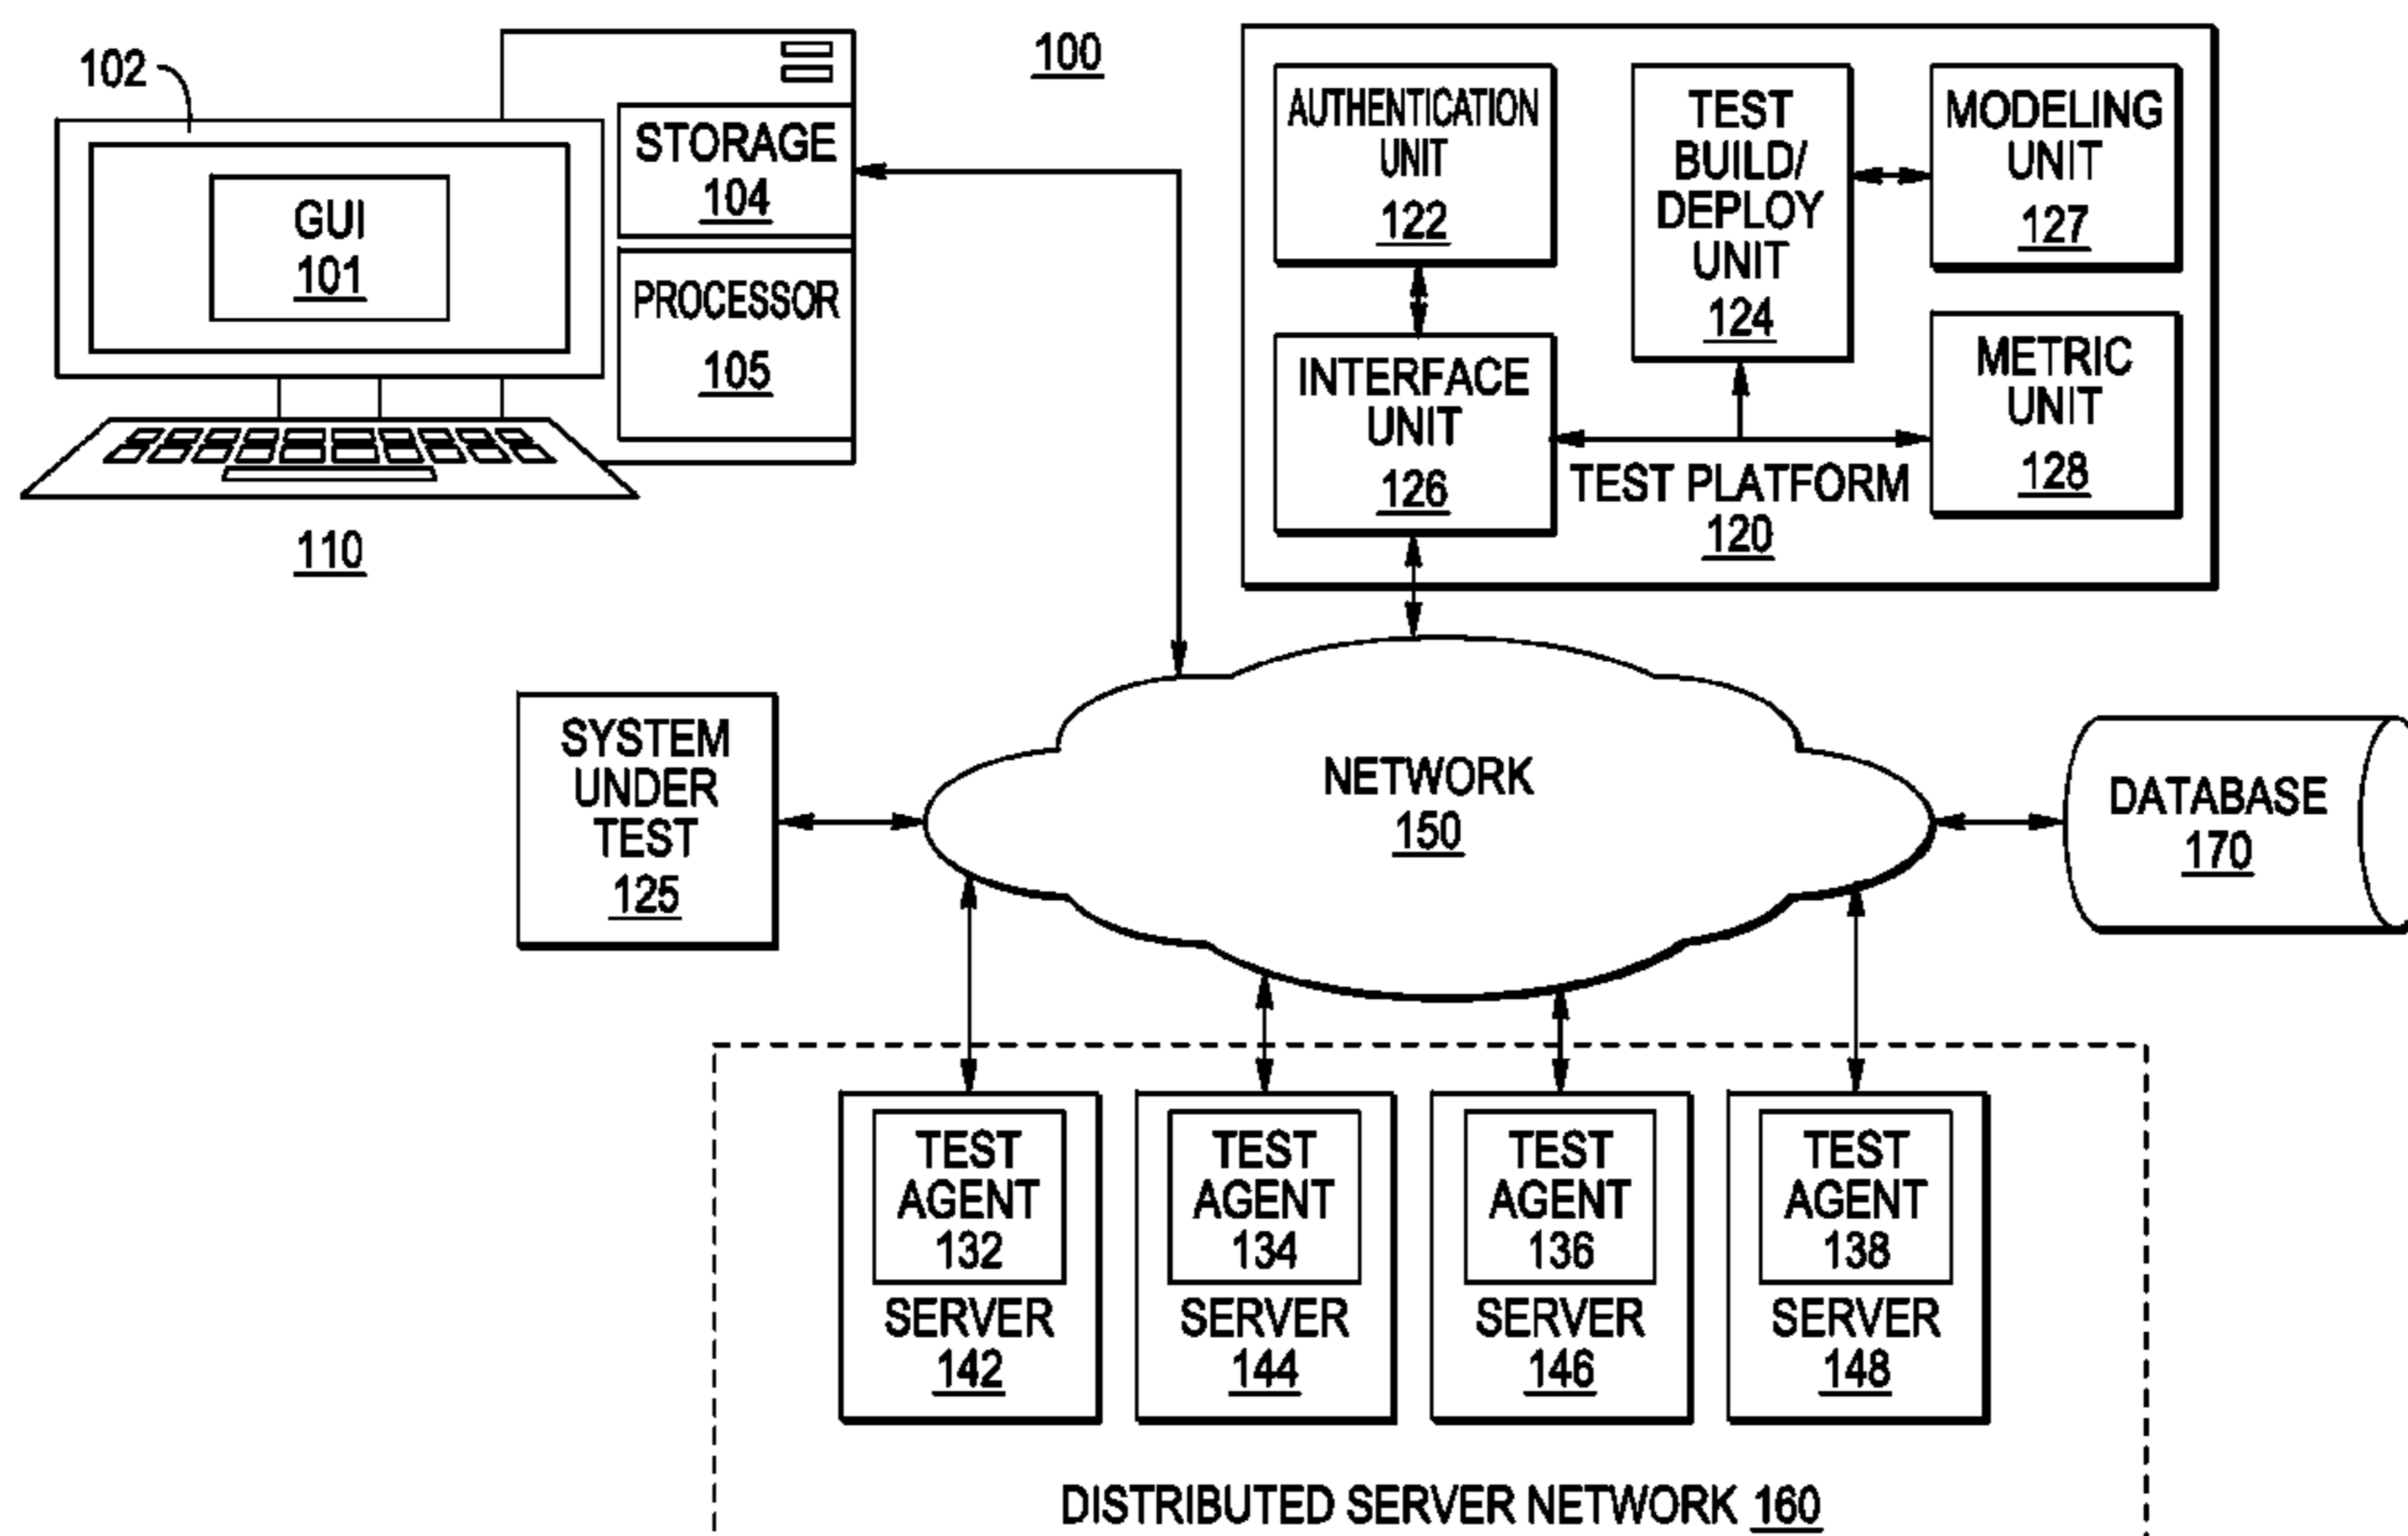 100
102
GUI
101
STORAGE
104
PROCESSOR
105
110
AUTHENTICATION
UNIT
122
TEST
BUILD/
DEPLOY
UNIT
124
MODELING
UNIT
127
INTERFACE
UNIT
126
METRIC
UNIT
128
TEST PLATFORM
120
SYSTEM
UNDER
TEST
125
NETWORK
150
DATABASE
170
TEST
AGENT
132
SERVER
142
TEST
AGENT
134
SERVER
144
TEST
AGENT
136
SERVER
146
TEST
AGENT
138
SERVER
148
DISTRIBUTED SERVER NETWORK 160